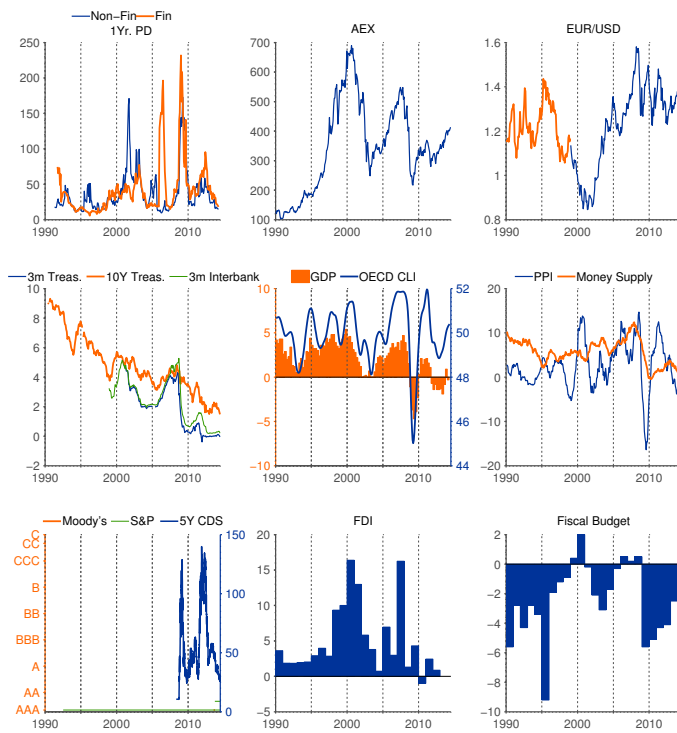 Non−Fin Fin
1Yr. PD
250
200
150
100
50
0
1990 2000 2010
AEX
700
600
500
400
300
200
100
1990 2000 2010
EUR/USD
1.6
1.4
1.2
1
0.8
1990 2000 2010
3m Treas. 10Y Treas. 3m Interbank
10
8
6
4
2
0
−2
1990 2000 2010
GDP OECD CLI
10
5
0
−5
−10
52
50
48
46
44
1990 2000 2010
PPI Money Supply
20
10
0
−10
−20
1990 2000 2010
Moody's S&P 5Y CDS
C
CC
CCC
B
BB
BBB
A
AA
AAA
150
100
50
0
1990 2000 2010
FDI
20
15
10
5
0
−5
1990 2000 2010
Fiscal Budget
2
0
−2
−4
−6
−8
−10
1990 2000 2010